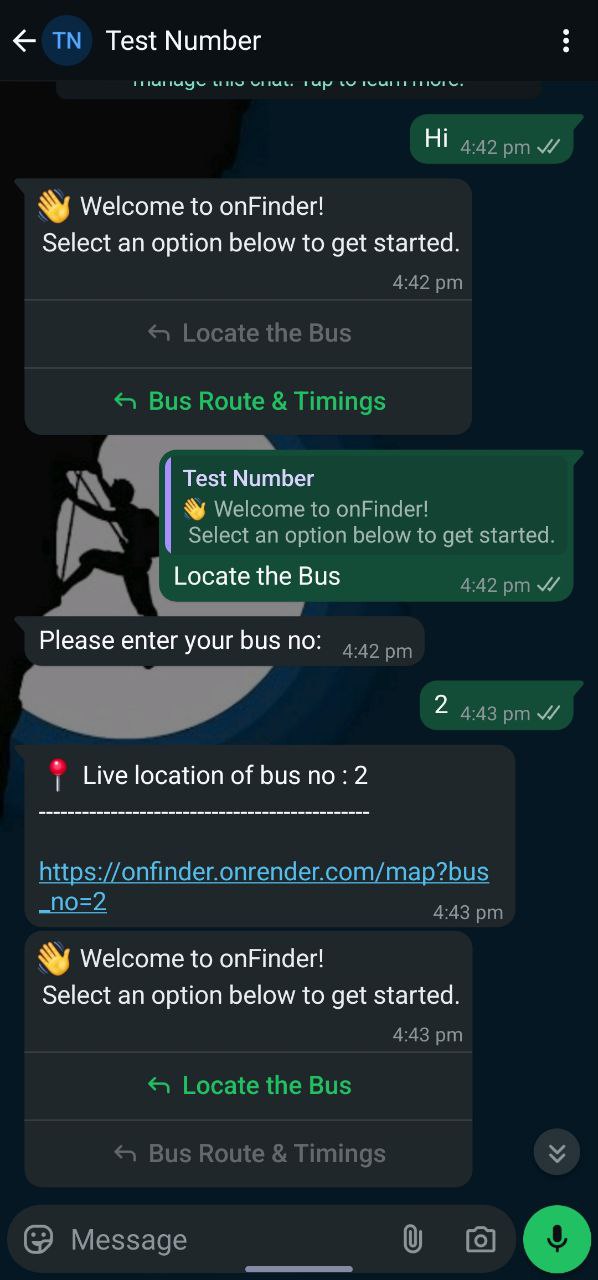 TN Test Number
manage this chat. Tap to learn more.
Hi 4:42 pm
👋 Welcome to onFinder!
Select an option below to get started.
4:42 pm
Locate the Bus
Bus Route & Timings
Test Number
👋 Welcome to onFinder!
Select an option below to get started.
Locate the Bus 4:42 pm
Please enter your bus no: 4:42 pm
2 4:43 pm
📍 Live location of bus no : 2
----------------------------------------------
https://onfinder.onrender.com/map?bus
_no=2
4:43 pm
👋 Welcome to onFinder!
Select an option below to get started.
4:43 pm
Locate the Bus
Bus Route & Timings
Message